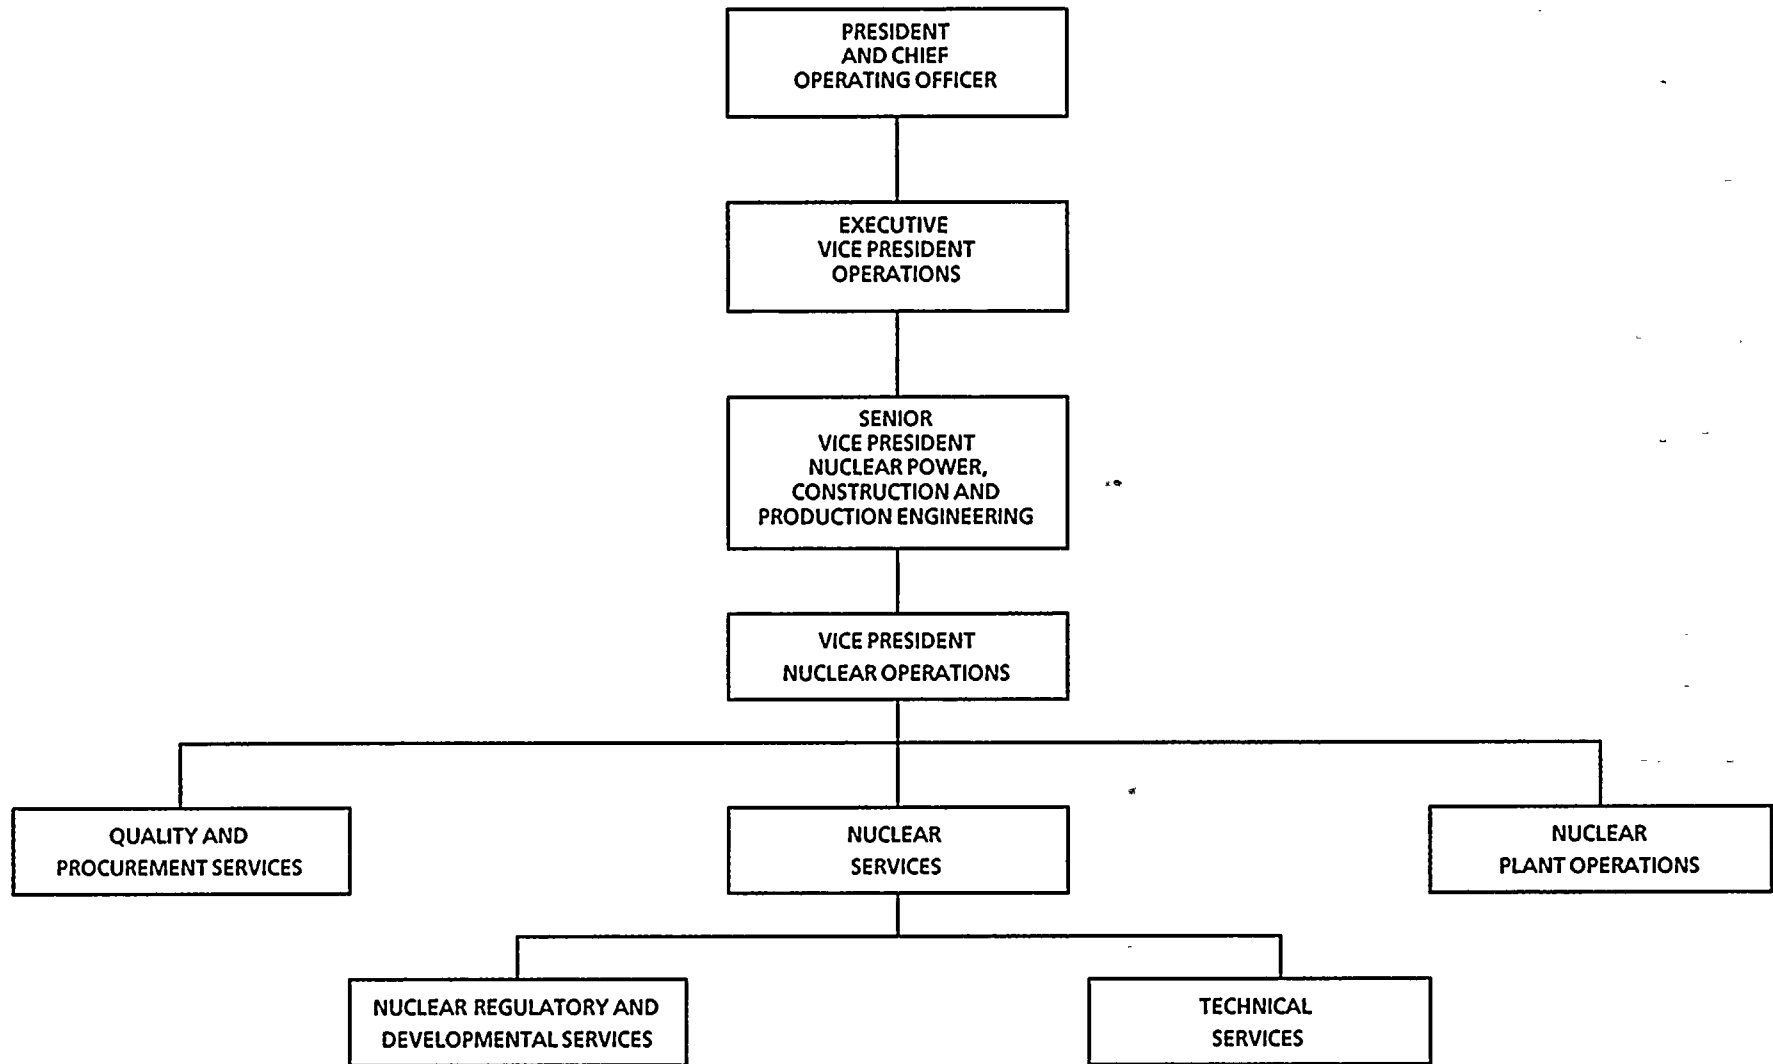 PRESIDENT
AND CHIEF
OPERATING OFFICER
EXECUTIVE
VICE PRESIDENT
OPERATIONS
SENIOR
VICE PRESIDENT
NUCLEAR POWER,
CONSTRUCTION AND
PRODUCTION ENGINEERING
VICE PRESIDENT
NUCLEAR OPERATIONS
QUALITY AND
PROCUREMENT SERVICES
NUCLEAR
SERVICES
NUCLEAR
PLANT OPERATIONS
NUCLEAR REGULATORY AND
DEVELOPMENTAL SERVICES
TECHNICAL
SERVICES